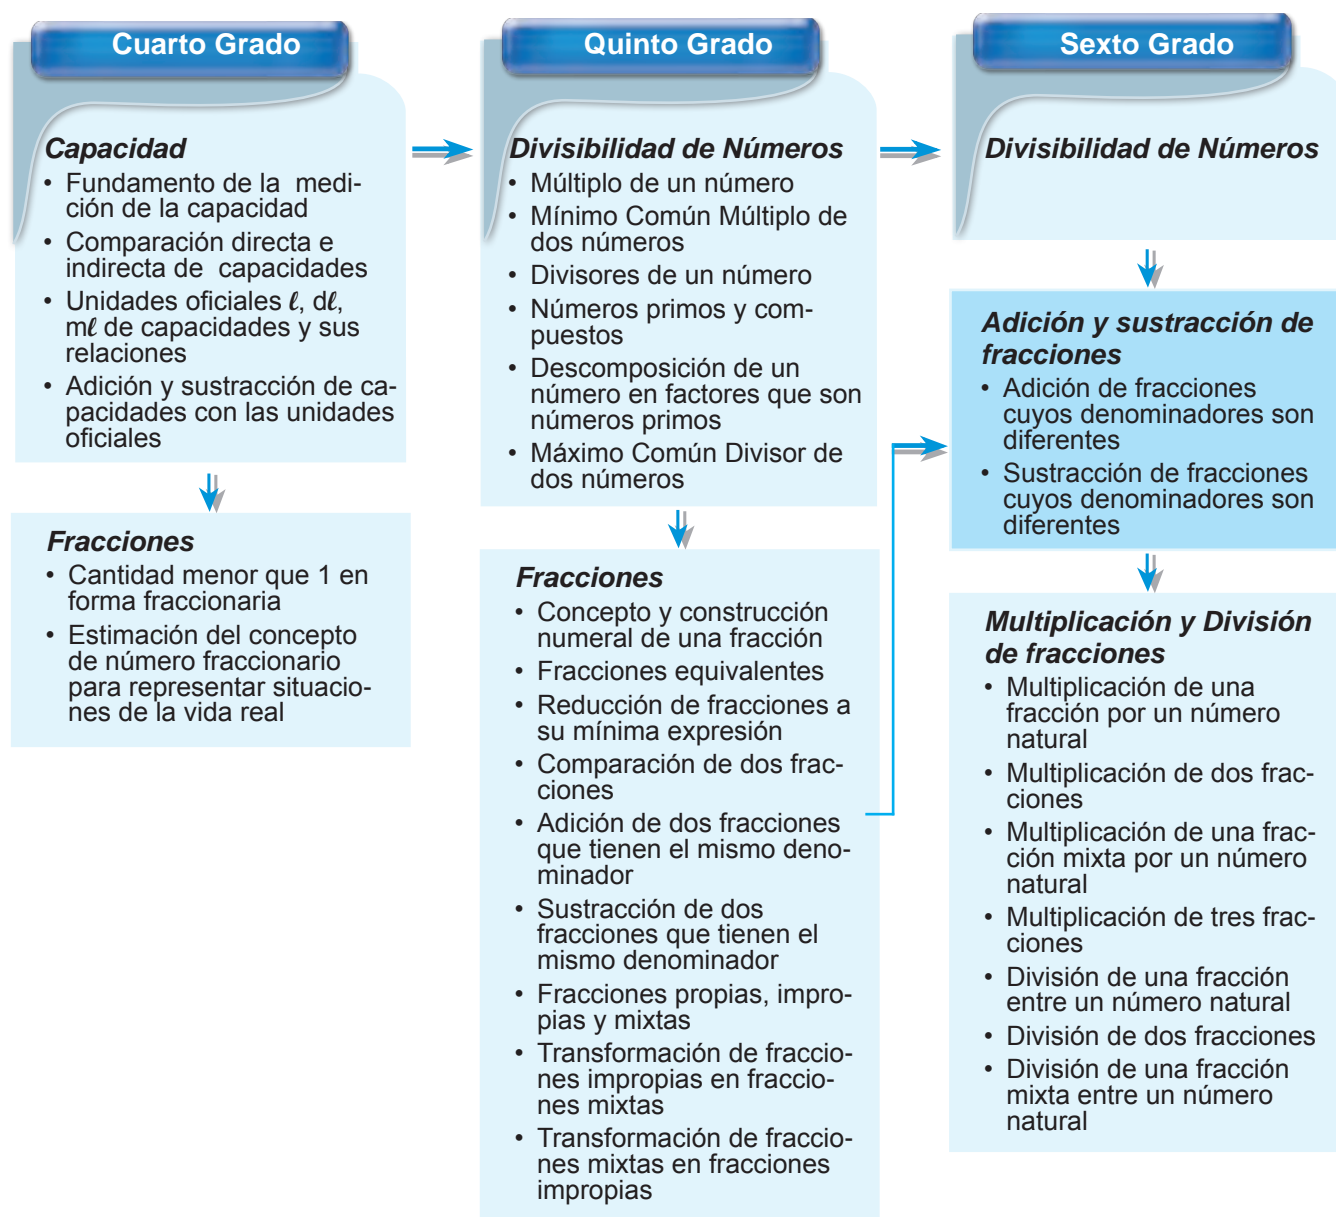 Cuarto Grado
Capacidad
• Fundamento de la medi-
ción de la capacidad
• Comparación directa e
indirecta de capacidades
• Unidades oficiales ℓ, dℓ,
mℓ de capacidades y sus
relaciones
• Adición y sustracción de ca-
pacidades con las unidades
oficiales
Fracciones
• Cantidad menor que 1 en
forma fraccionaria
• Estimación del concepto
de número fraccionario
para representar situacio-
nes de la vida real
Quinto Grado
Divisibilidad de Números
• Múltiplo de un número
• Mínimo Común Múltiplo de
dos números
• Divisores de un número
• Números primos y com-
puestos
• Descomposición de un
número en factores que son
números primos
• Máximo Común Divisor de
dos números
Fracciones
• Concepto y construcción
numeral de una fracción
• Fracciones equivalentes
• Reducción de fracciones a
su mínima expresión
• Comparación de dos frac-
ciones
• Adición de dos fracciones
que tienen el mismo deno-
minador
• Sustracción de dos
fracciones que tienen el
mismo denominador
• Fracciones propias, impro-
pias y mixtas
• Transformación de fraccio-
nes impropias en fraccio-
nes mixtas
• Transformación de fraccio-
nes mixtas en fracciones
impropias
Sexto Grado
Divisibilidad de Números
Adición y sustracción de
fracciones
• Adición de fracciones
cuyos denominadores son
diferentes
• Sustracción de fracciones
cuyos denominadores son
diferentes
Multiplicación y División
de fracciones
• Multiplicación de una
fracción por un número
natural
• Multiplicación de dos frac-
ciones
• Multiplicación de una frac-
ción mixta por un número
natural
• Multiplicación de tres frac-
ciones
• División de una fracción
entre un número natural
• División de dos fracciones
• División de una fracción
mixta entre un número
natural